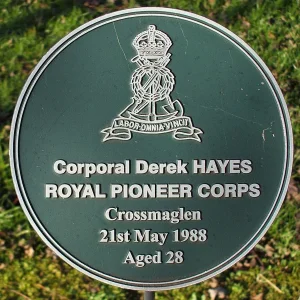 LABOR·OMNIA·VINCIT
Corporal Derek HAYES
ROYAL PIONEER CORPS
Crossmaglen
21st May 1988
Aged 28